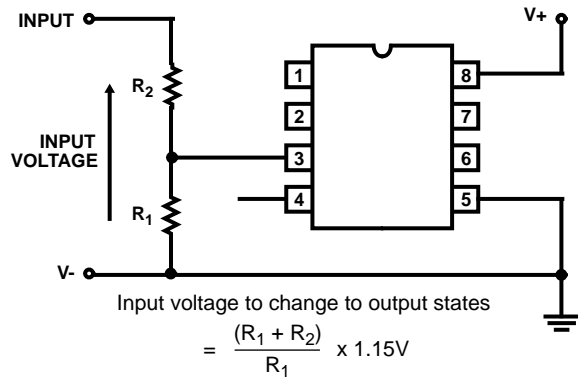 INPUT
V+
R2
INPUT
VOLTAGE
R1
V-
1
2
3
4
8
7
6
5
Input voltage to change to output states
= (R1 + R2) / R1 x 1.15V